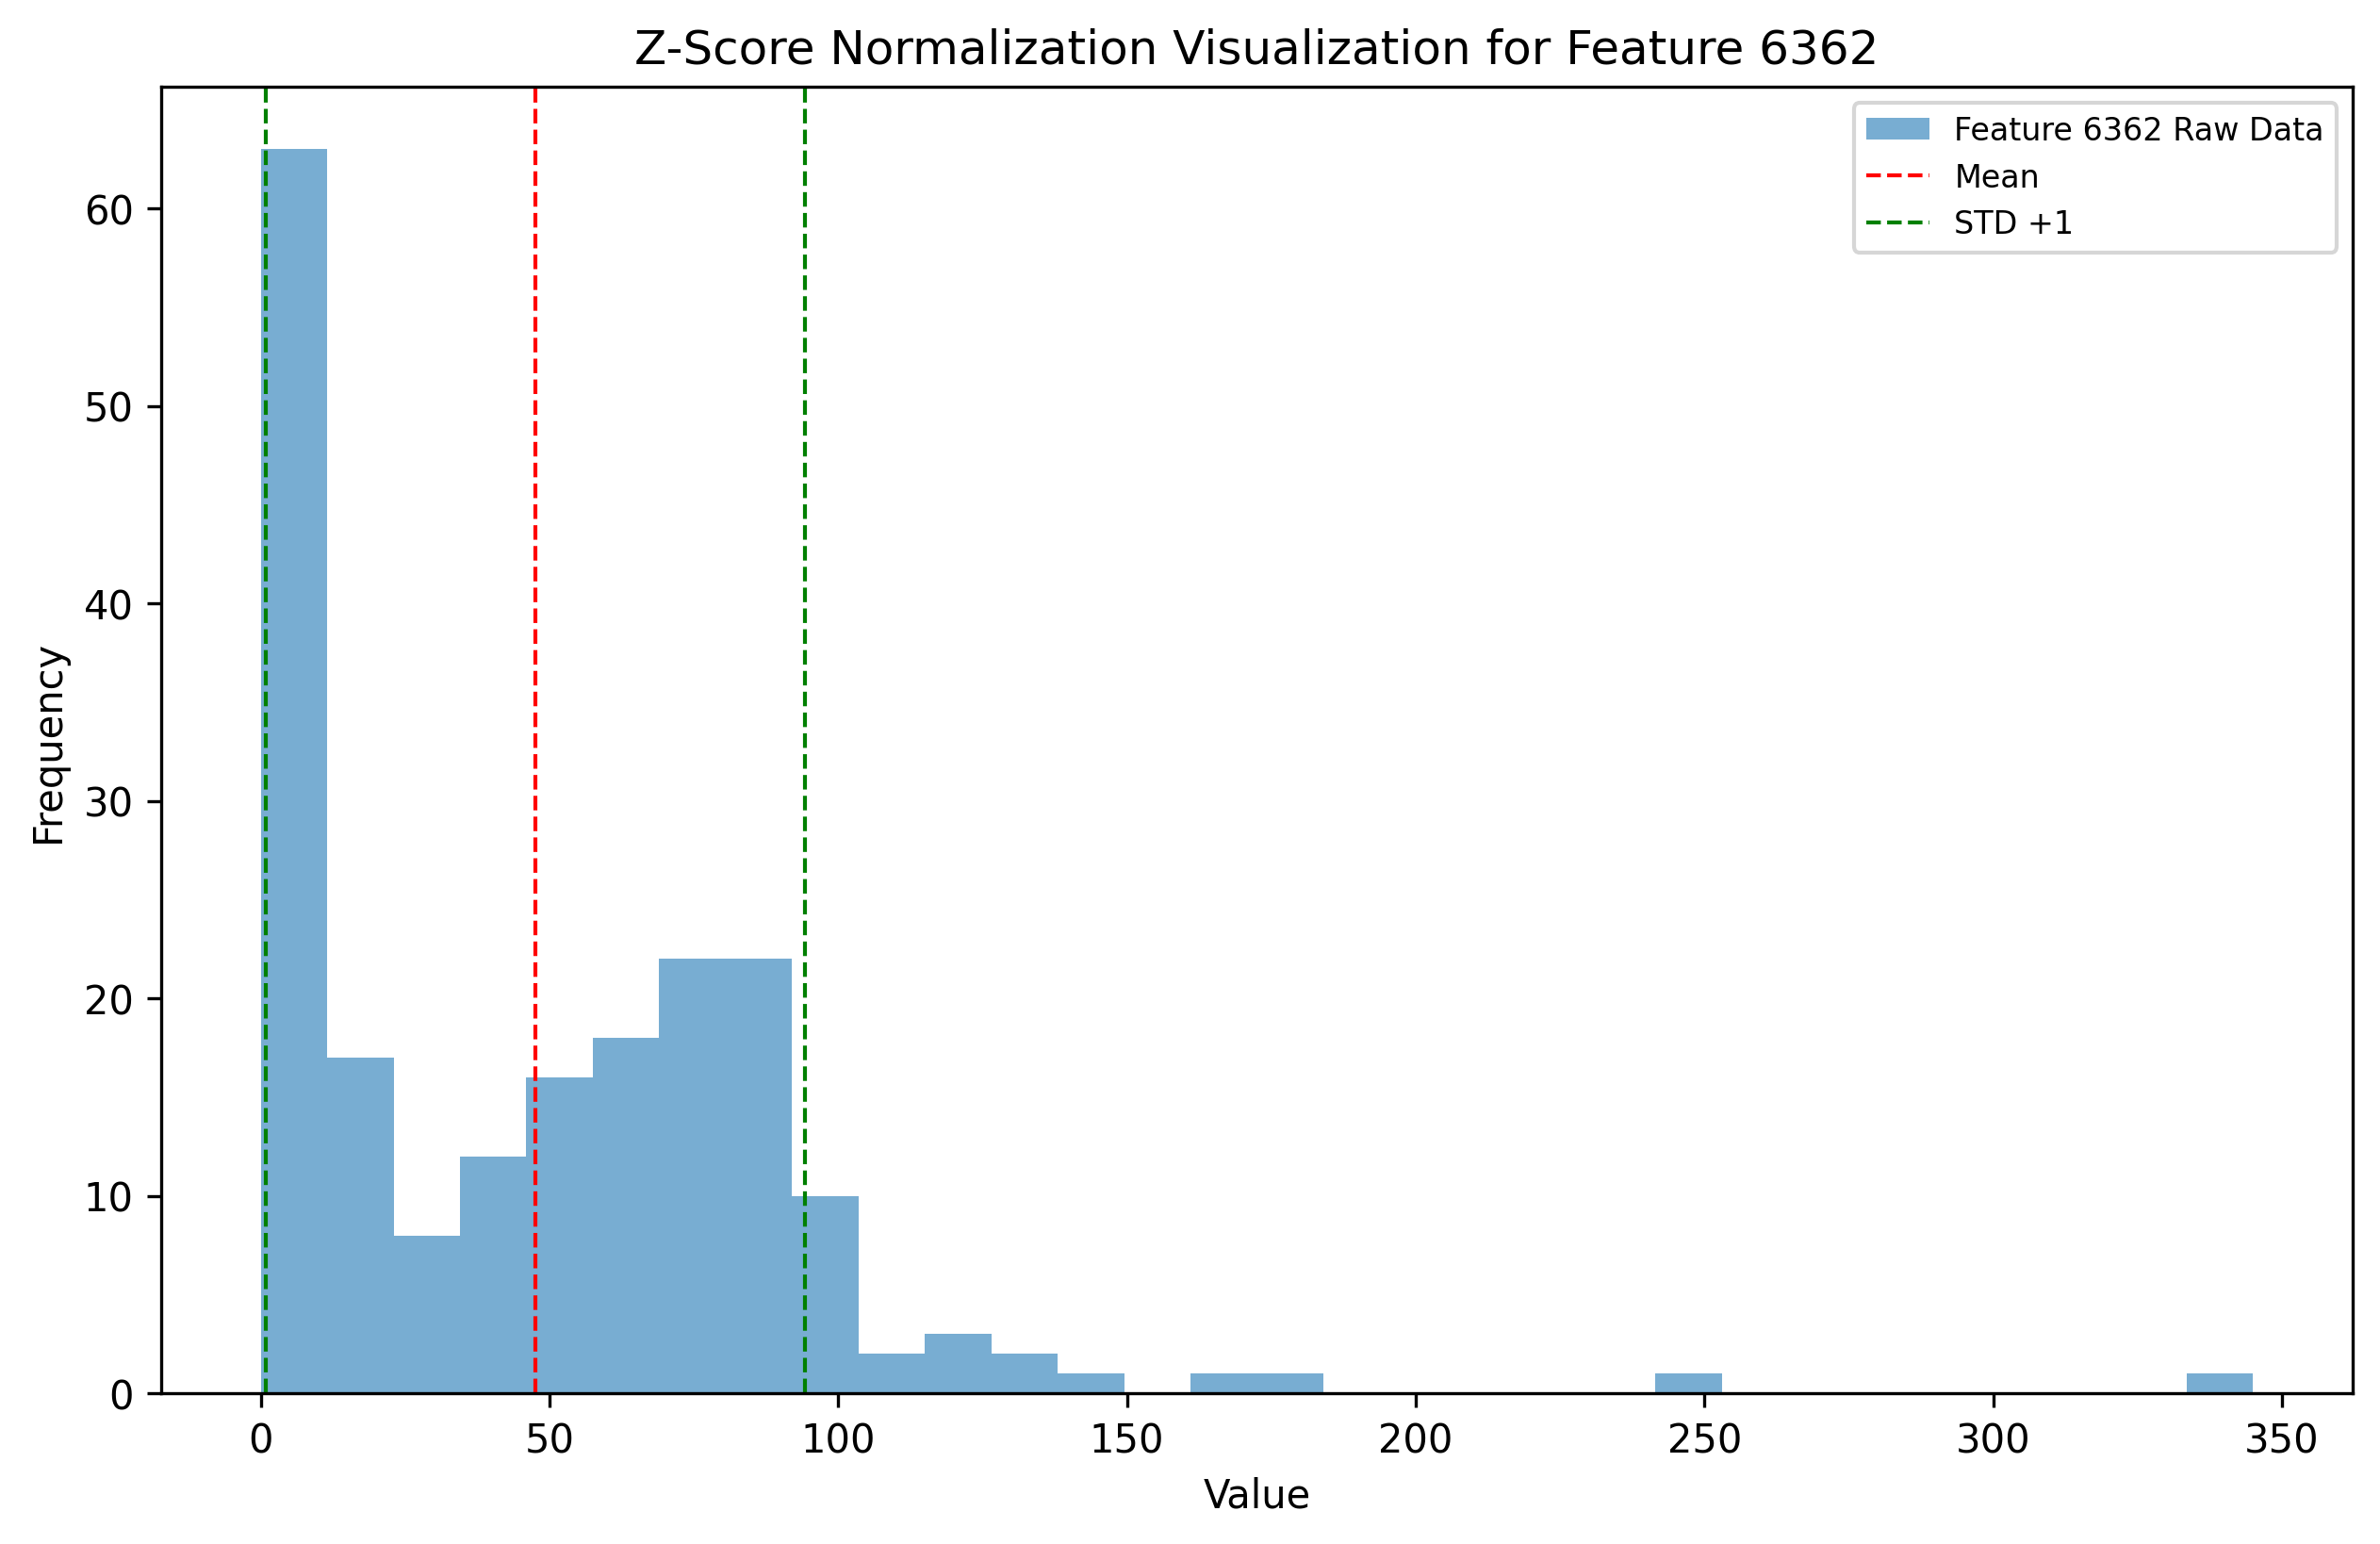 Z-Score Normalization Visualization for Feature 6362
Feature 6362 Raw Data
Mean
STD +1
Frequency
60
50
40
30
20
10
0
0 50 100 150 200 250 300 350
Value